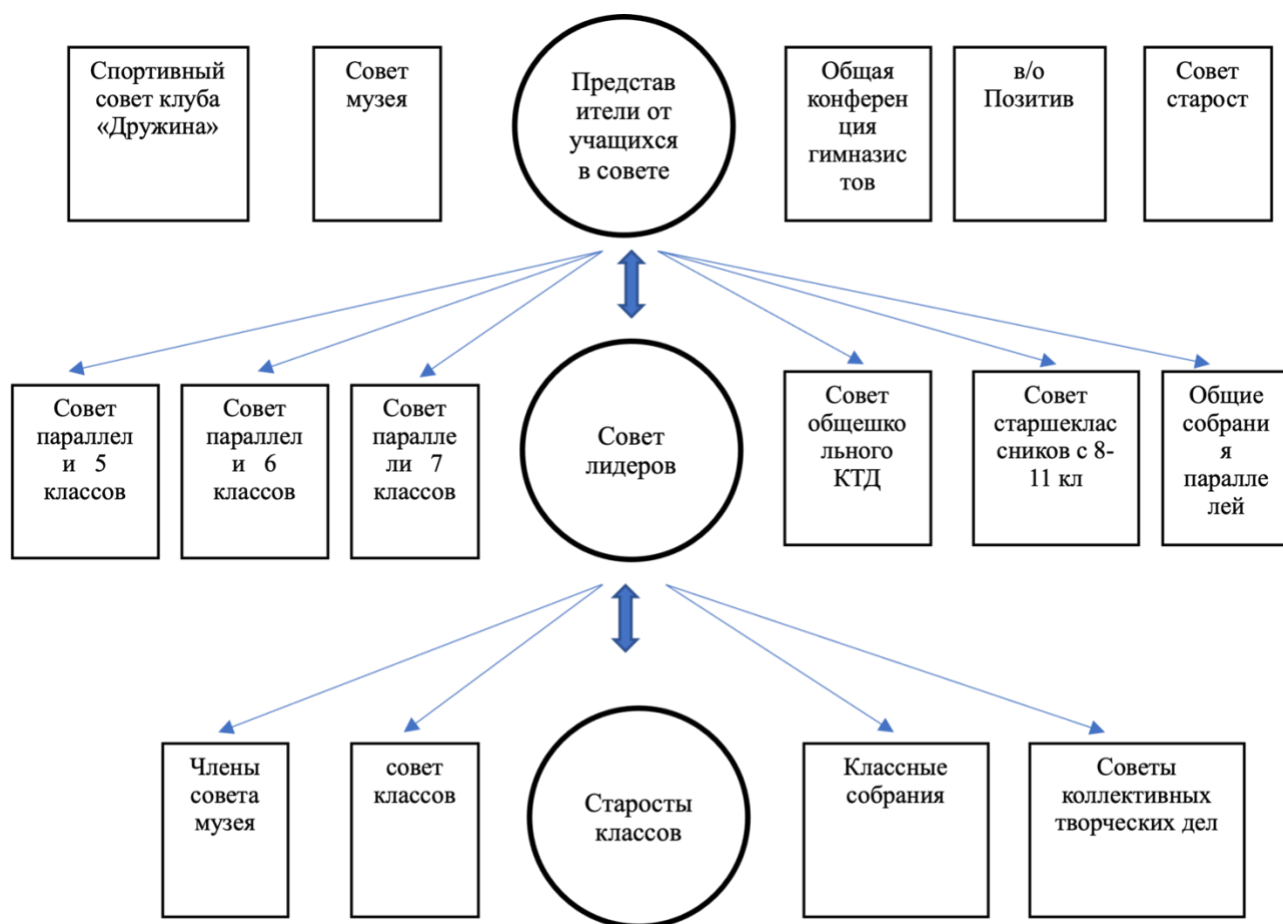 Спортивный
совет клуба
«Дружина»
Совет
музея
Представ
ители от
учащихся
в совете
Общая
конферен
ция
гимназис
тов
в/о
Позитив
Совет
старост
Совет
параллел
и 5
классов
Совет
параллел
и 6
классов
Совет
паралле
ли 7
классов
Совет
лидеров
Совет
общешко
льного
КТД
Совет
старшеклас
сников с 8-
11 кл
Общие
собрани
я
паралле
лей
Члены
совета
музея
совет
классов
Старосты
классов
Классные
собрания
Советы
коллективных
творческих дел